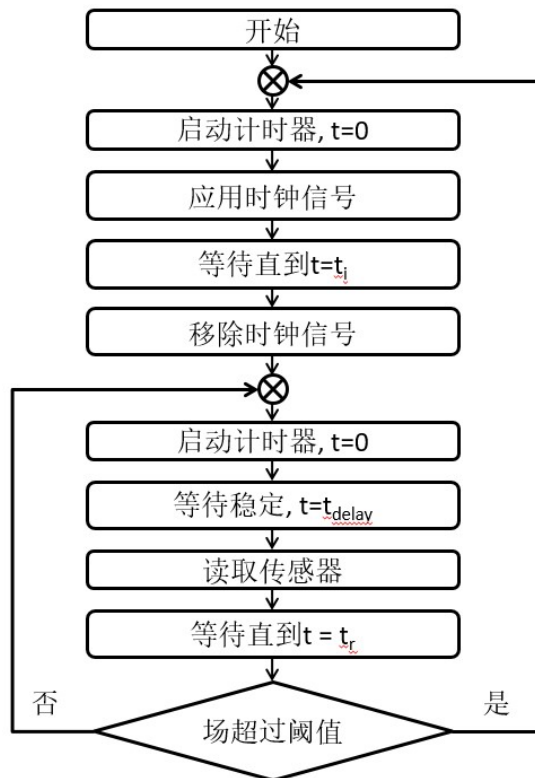 开始
启动计时器, t=0
应用时钟信号
等待直到t=ti
移除时钟信号
启动计时器, t=0
等待稳定, t=tdelay
读取传感器
等待直到t = tr
否
场超过阈值
是